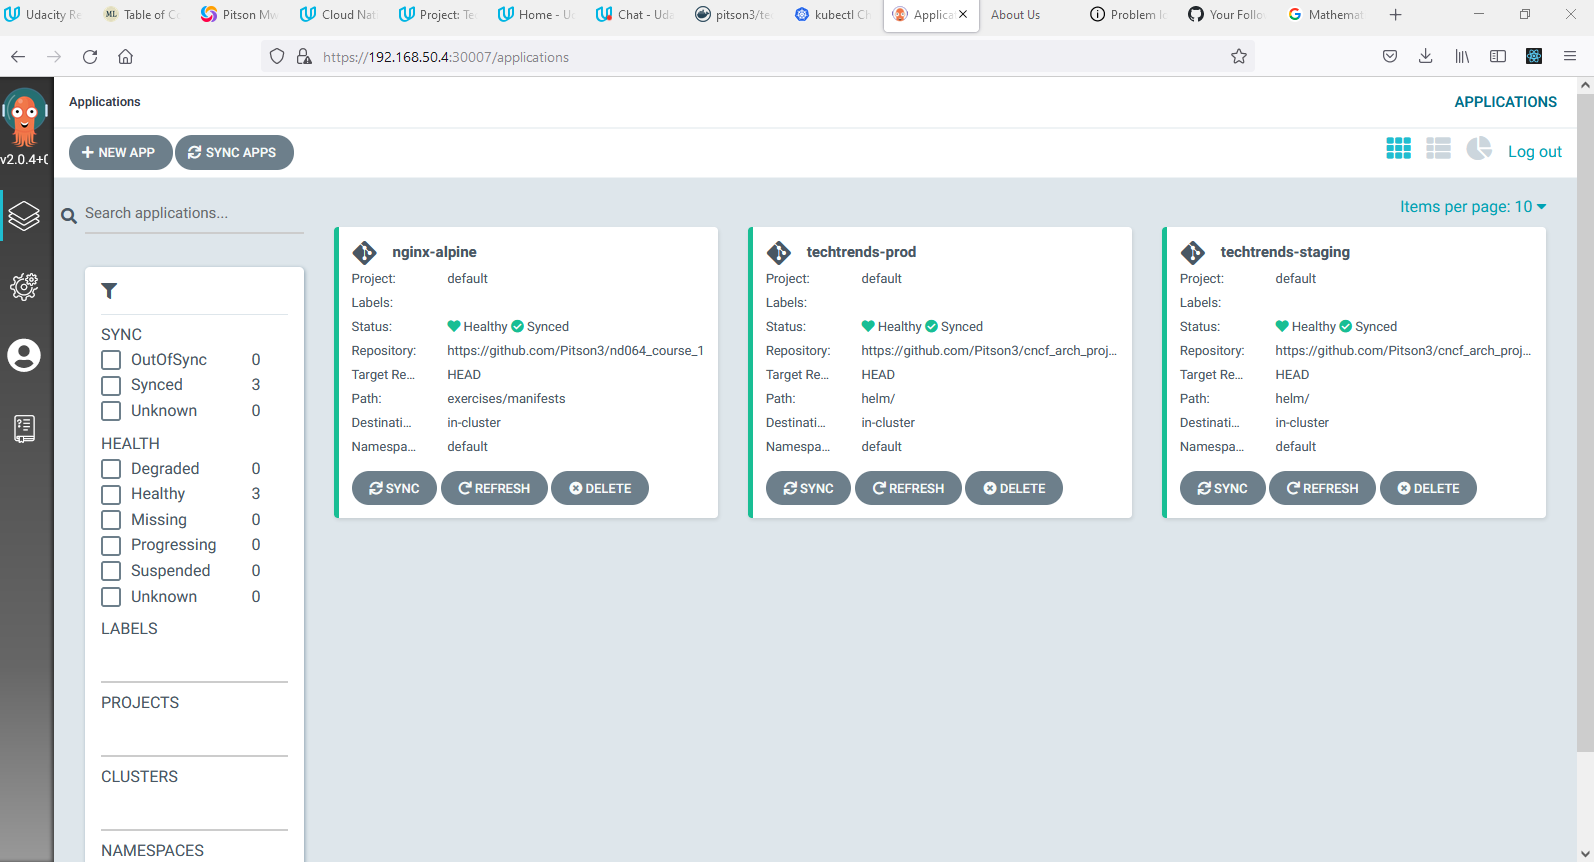 Udacity Re
Table of Co
Pitson Mw
Cloud Nat
Project: Te
Home - U
Chat - Uda
pitson3/te
kubectl Ch
Applica
About Us
Problem lo
Your Follo
Mathemat
https://192.168.50.4:30007/applications
Applications
APPLICATIONS
v2.0.4+0
NEW APP
SYNC APPS
Log out
Search applications...
Items per page: 10
SYNC
OutOfSync 0
Synced 3
Unknown 0
HEALTH
Degraded 0
Healthy 3
Missing 0
Progressing 0
Suspended 0
Unknown 0
LABELS
PROJECTS
CLUSTERS
NAMESPACES
nginx-alpine
Project: default
Labels:
Status: Healthy Synced
Repository: https://github.com/Pitson3/nd064_course_1
Target Re... HEAD
Path: exercises/manifests
Destinati... in-cluster
Namespa... default
SYNC REFRESH DELETE
techtrends-prod
Project: default
Labels:
Status: Healthy Synced
Repository: https://github.com/Pitson3/cncf_arch_proj...
Target Re... HEAD
Path: helm/
Destinati... in-cluster
Namespa... default
SYNC REFRESH DELETE
techtrends-staging
Project: default
Labels:
Status: Healthy Synced
Repository: https://github.com/Pitson3/cncf_arch_proj...
Target Re... HEAD
Path: helm/
Destinati... in-cluster
Namespa... default
SYNC REFRESH DELETE